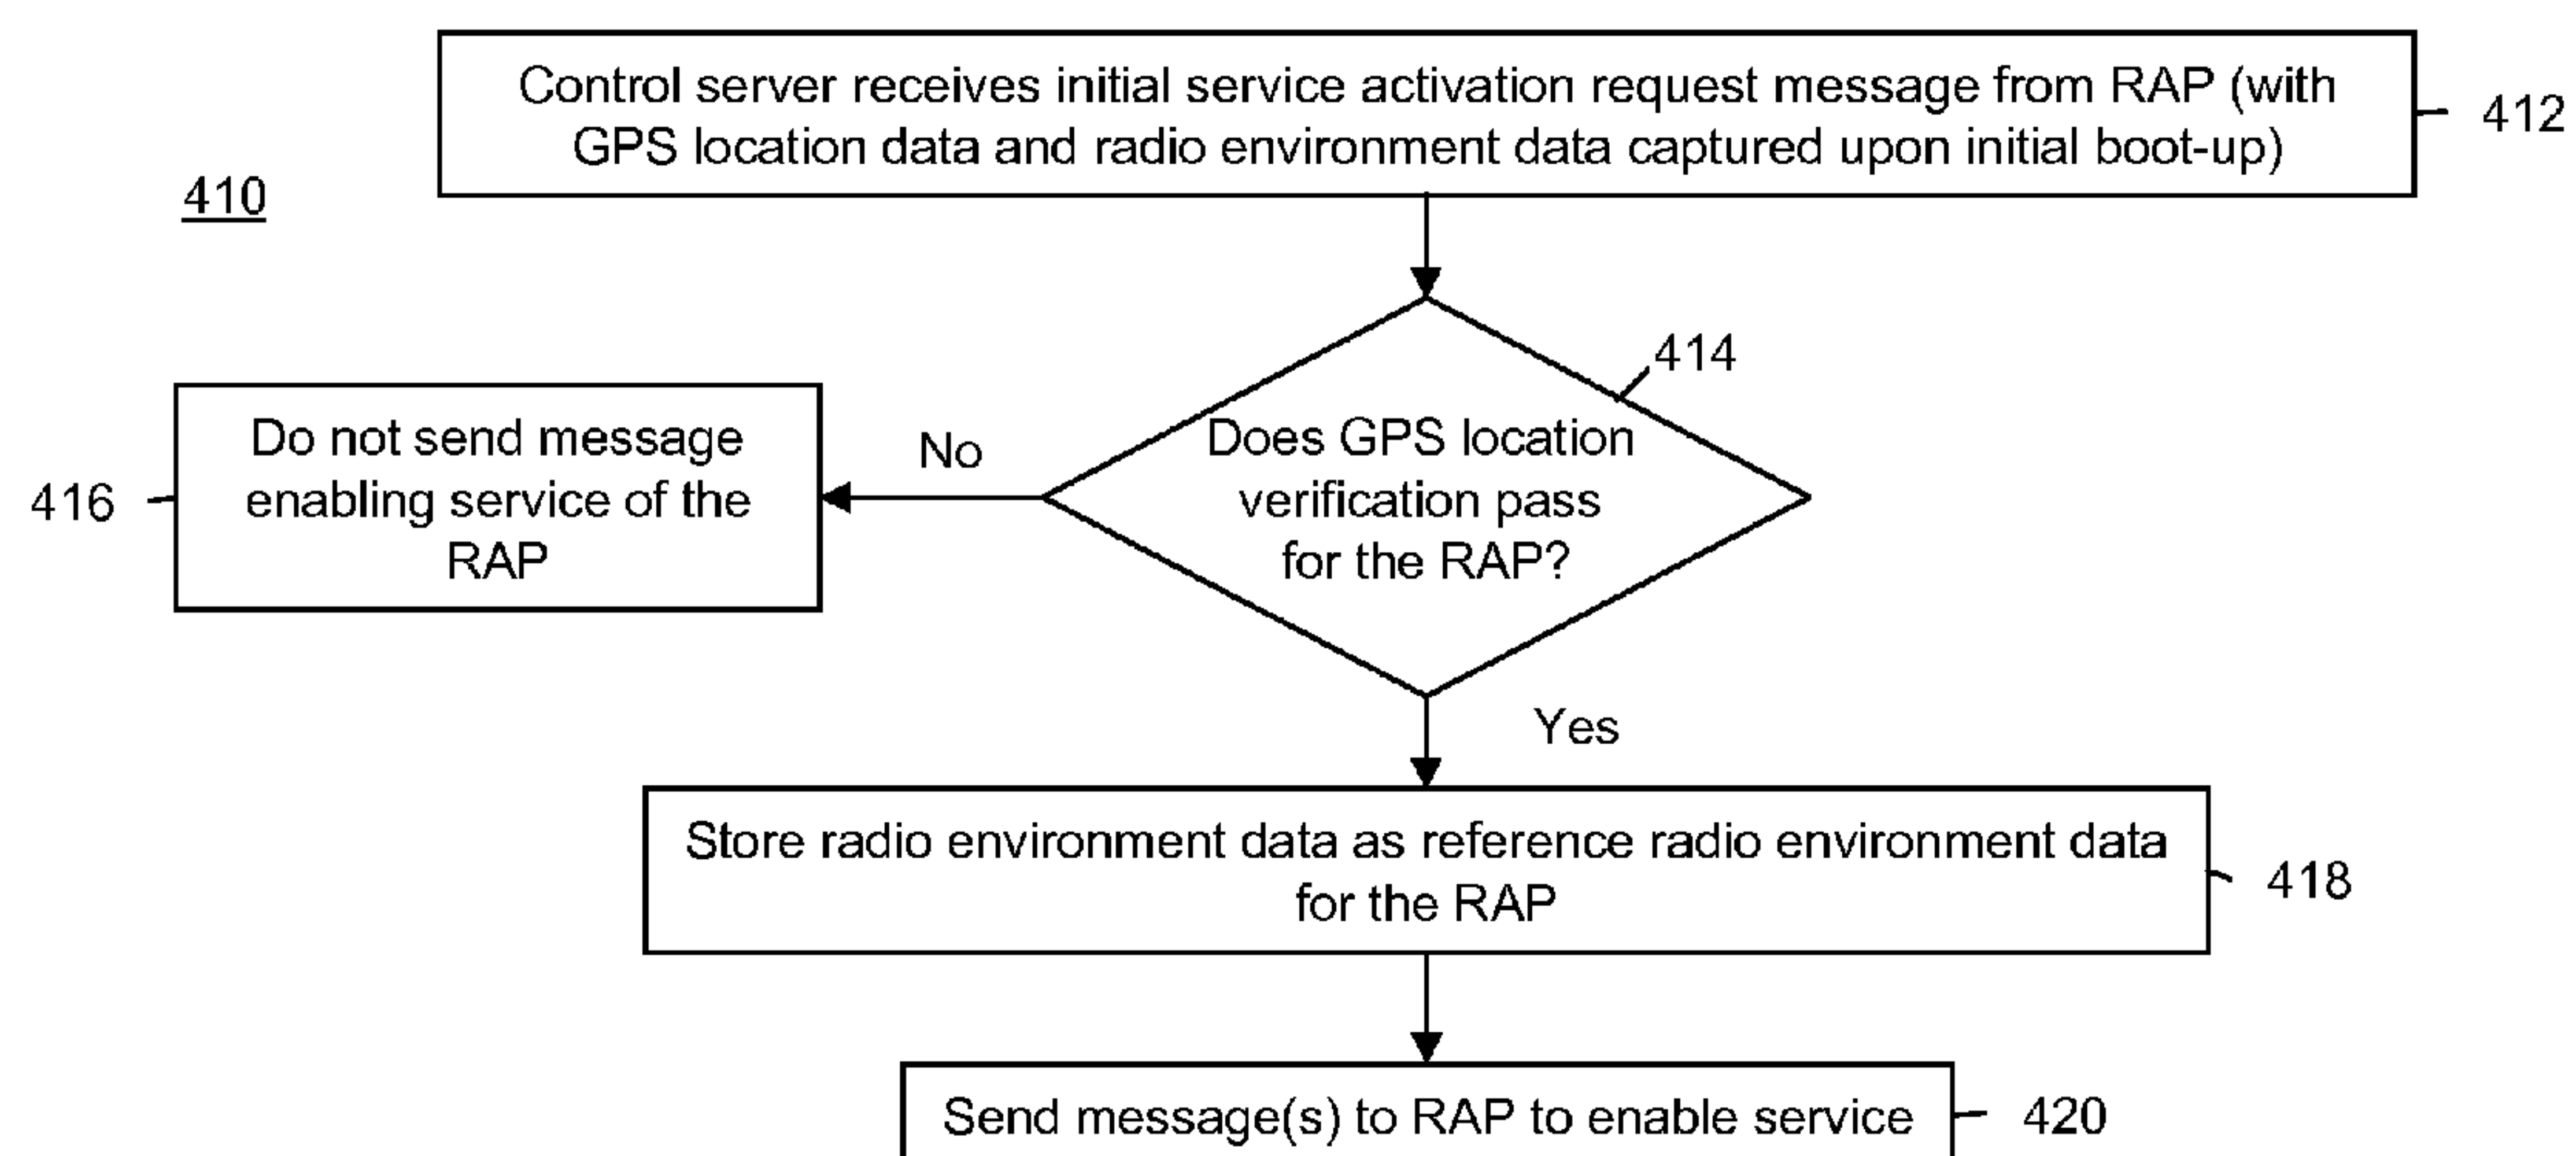 Control server receives initial service activation request message from RAP (with
GPS location data and radio environment data captured upon initial boot-up)
412
410
414
Does GPS location
verification pass
for the RAP?
No
Do not send message
enabling service of the
RAP
416
Yes
Store radio environment data as reference radio environment data
for the RAP
418
Send message(s) to RAP to enable service
420